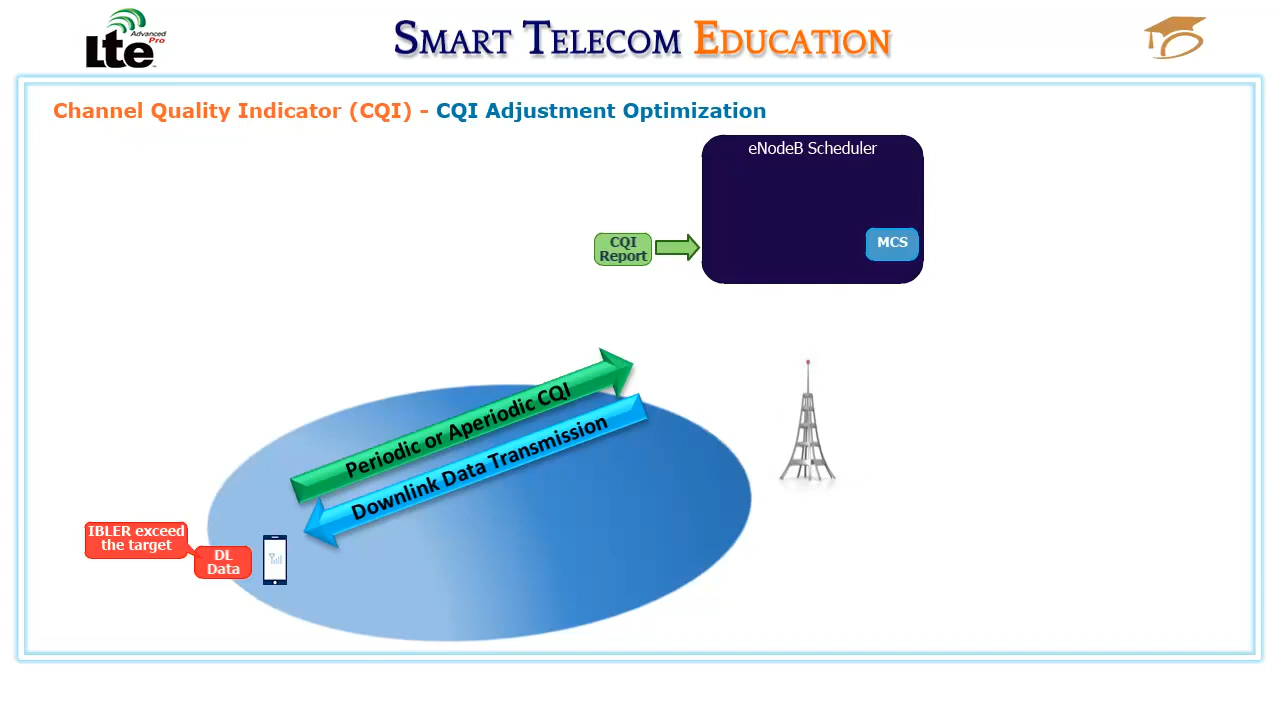 LTE Advanced Pro
SMART TELECOM EDUCATION
Channel Quality Indicator (CQI) - CQI Adjustment Optimization
eNodeB Scheduler
CQI
Report
MCS
Periodic or Aperiodic CQI
Downlink Data Transmission
IBLER exceed
the target
DL
Data